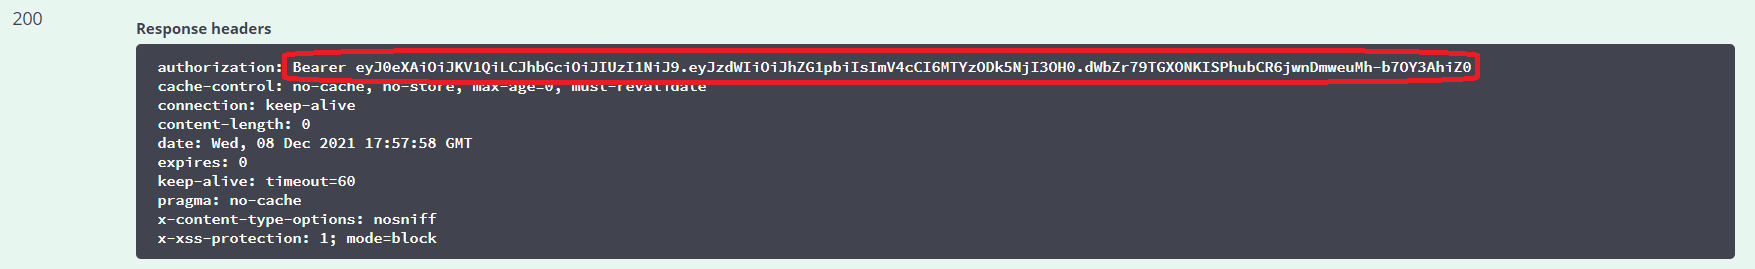 200
Response headers
authorization: Bearer eyJ0eXAiOiJKV1QiLCJhbGciOiJIUzI1NiJ9.eyJzdWIiOiJhZG1pbiIsImV4cCI6MTYzODk5NjI3OH0.dWbZr79TGXONKISPhubCR6jwnDmweuMh-b7OY3AhiZ0
cache-control: no-cache, no-store, max-age=0, must-revalidate
connection: keep-alive
content-length: 0
date: Wed, 08 Dec 2021 17:57:58 GMT
expires: 0
keep-alive: timeout=60
pragma: no-cache
x-content-type-options: nosniff
x-xss-protection: 1; mode=block